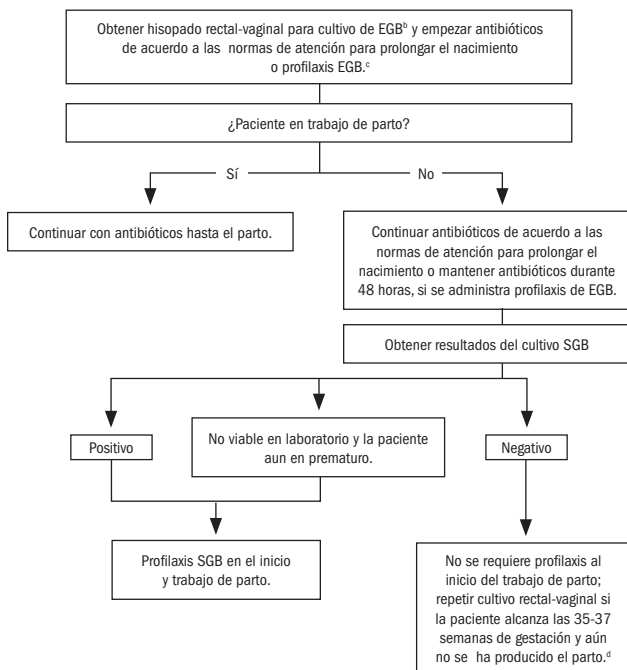 Obtener hisopado rectal-vaginal para cultivo de EGBᵇ y empezar antibióticos
de acuerdo a las normas de atención para prolongar el nacimiento
o profilaxis EGB.ᶜ
¿Paciente en trabajo de parto?
Sí
No
Continuar con antibióticos hasta el parto.
Continuar antibióticos de acuerdo a las
normas de atención para prolongar el
nacimiento o mantener antibióticos durante
48 horas, si se administra profilaxis de EGB.
Obtener resultados del cultivo SGB
Positivo
No viable en laboratorio y la paciente
aun en prematuro.
Negativo
Profilaxis SGB en el inicio
y trabajo de parto.
No se requiere profilaxis al
inicio del trabajo de parto;
repetir cultivo rectal-vaginal si
la paciente alcanza las 35-37
semanas de gestación y aún
no se ha producido el parto.ᵈ